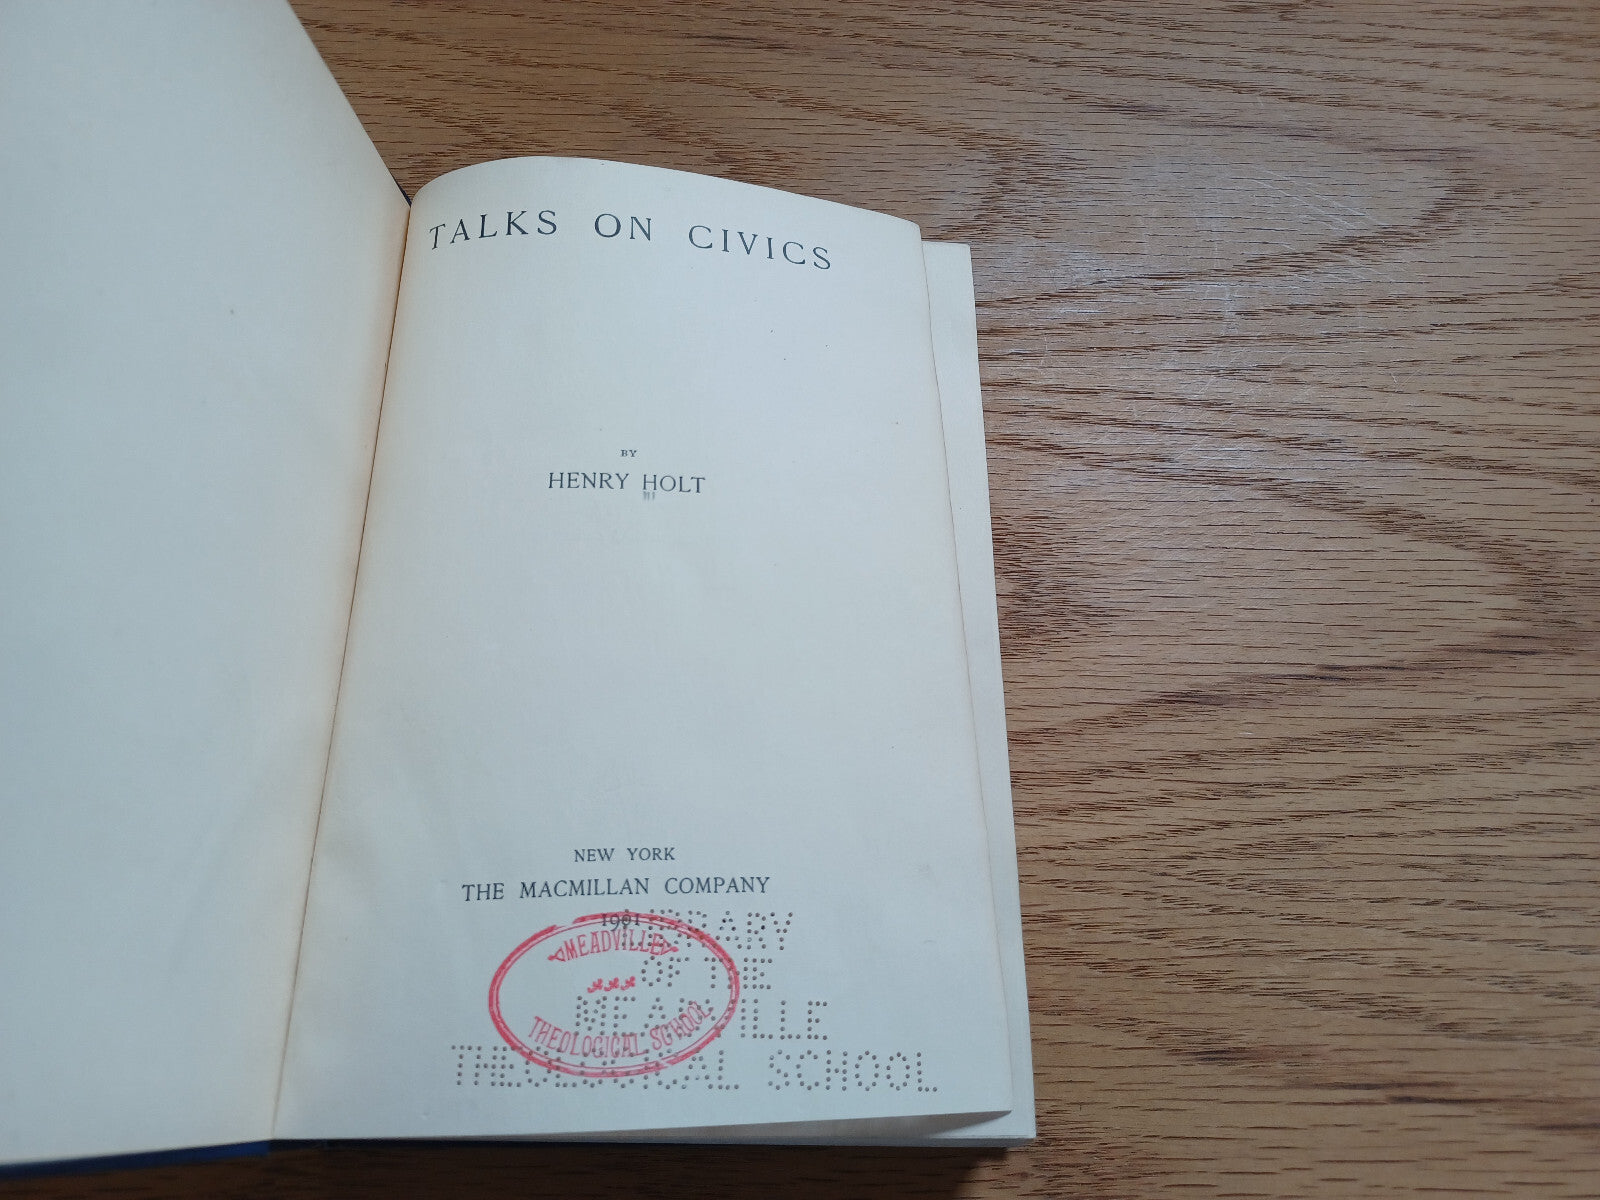 TALKS ON CIVICS
BY
HENRY HOLT
NEW YORK
THE MACMILLAN COMPANY
1901
MEADVILLE
THEOLOGICAL SCHOOL
LIBRARY
OF THE
MEADVILLE
THEOLOGICAL SCHOOL